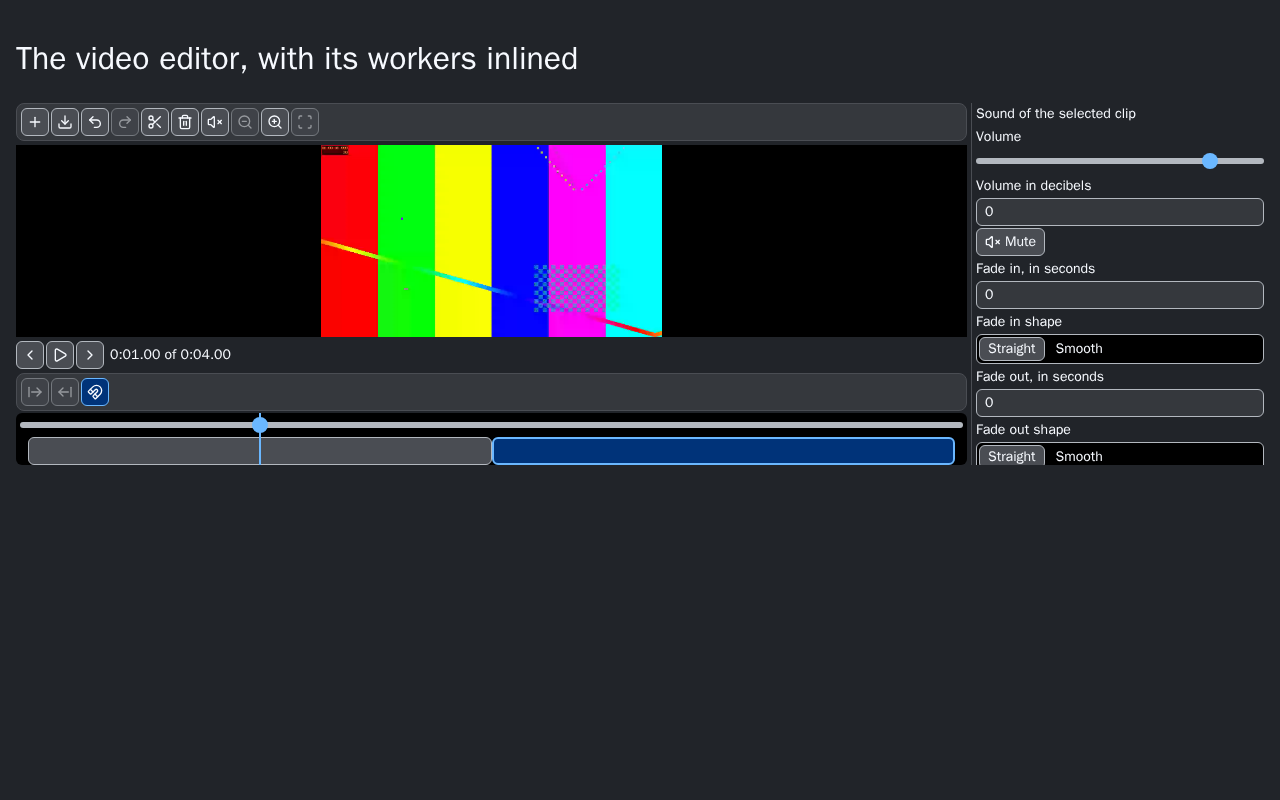 The video editor, with its workers inlined
Sound of the selected clip
Volume
Volume in decibels
0
Mute
Fade in, in seconds
0
Fade in shape
Straight Smooth
Fade out, in seconds
0
Fade out shape
Straight Smooth
0:01.00 of 0:04.00